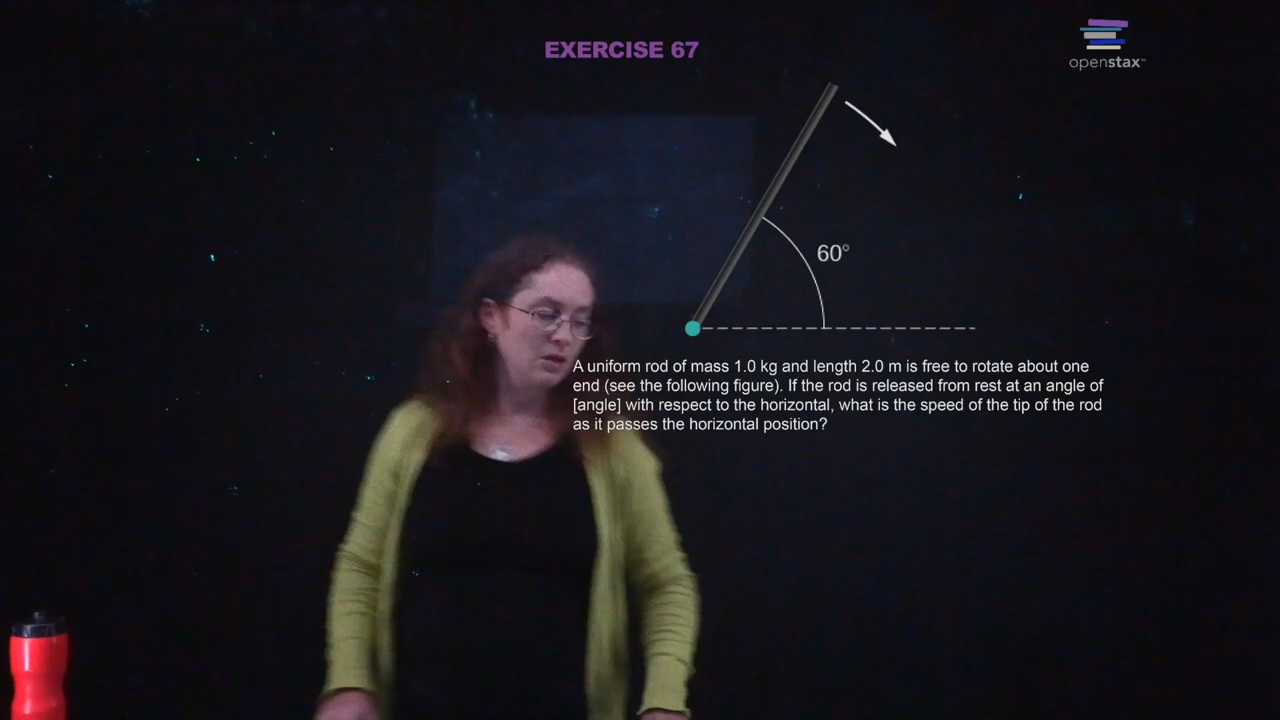 EXERCISE 67
openstax™
60°
A uniform rod of mass 1.0 kg and length 2.0 m is free to rotate about one
end (see the following figure). If the rod is released from rest at an angle of
[angle] with respect to the horizontal, what is the speed of the tip of the rod
as it passes the horizontal position?